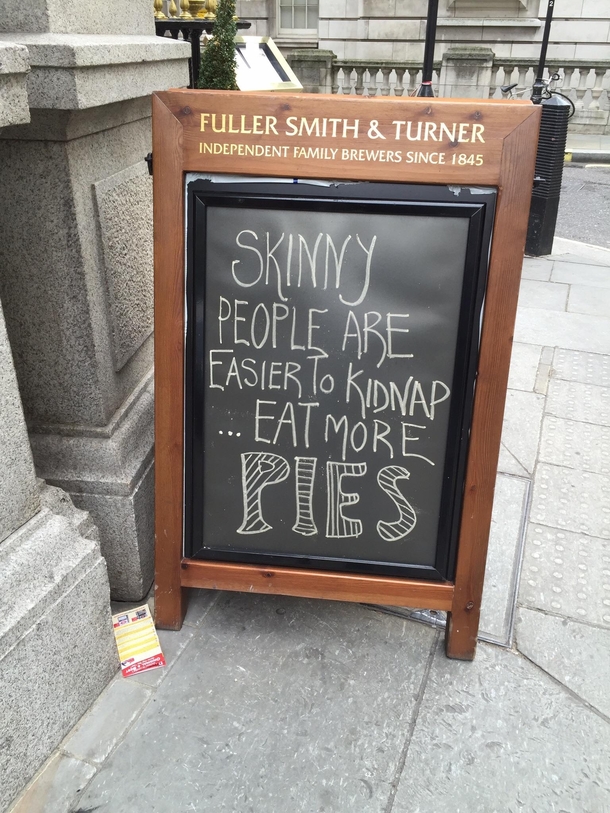 FULLER SMITH & TURNER
INDEPENDENT FAMILY BREWERS SINCE 1845
SKINNY
PEOPLE ARE
EASIER TO KIDNAP
... EAT MORE
PIES